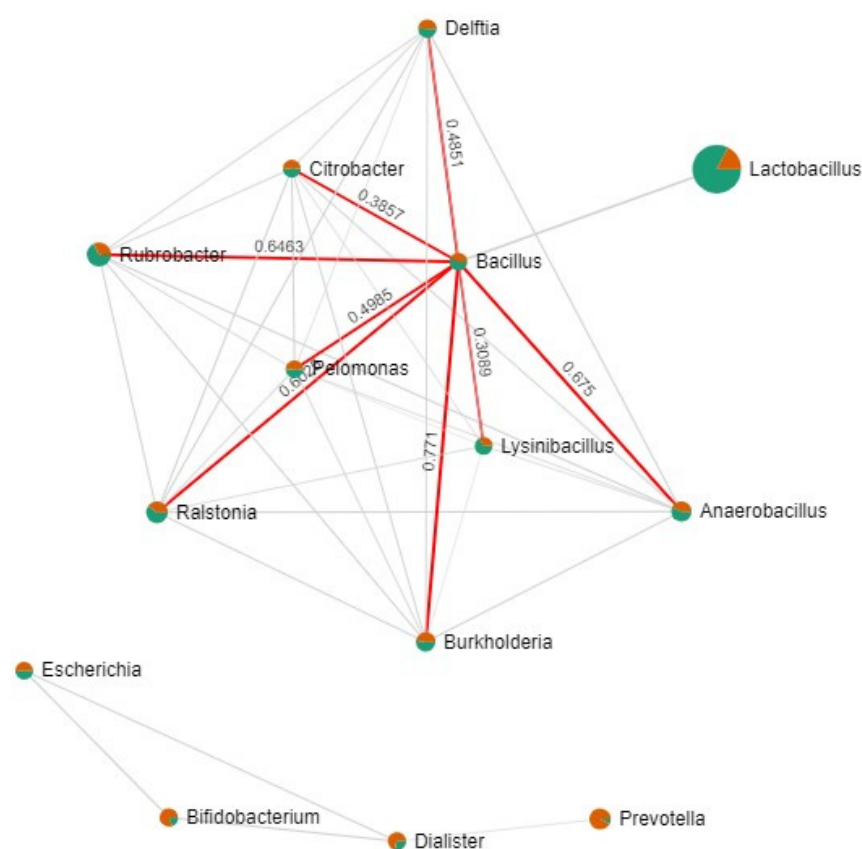 Delftia
0.4851
Citrobacter
Lactobacillus
0.3857
Rubrobacter
0.6463
Bacillus
0.4985
0.3089
Pelomonas
0.675
0.771
Lysinibacillus
Ralstonia
Anaerobacillus
Burkholderia
Escherichia
Bifidobacterium
Prevotella
Dialister